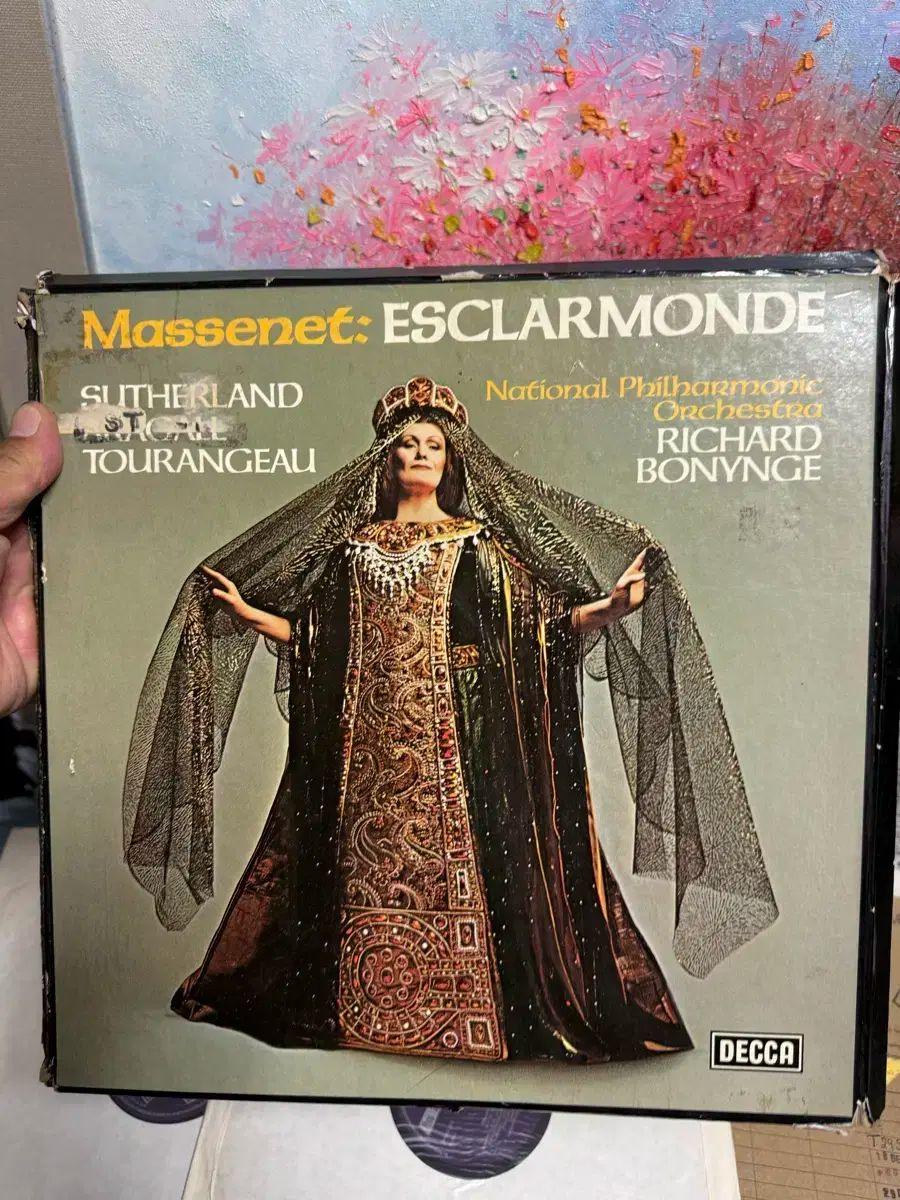 Massenet: ESCLARMONDE
SUTHERLAND
TOURANGEAU
National Philharmonic
Orchestra
RICHARD
BONYNGE
DECCA